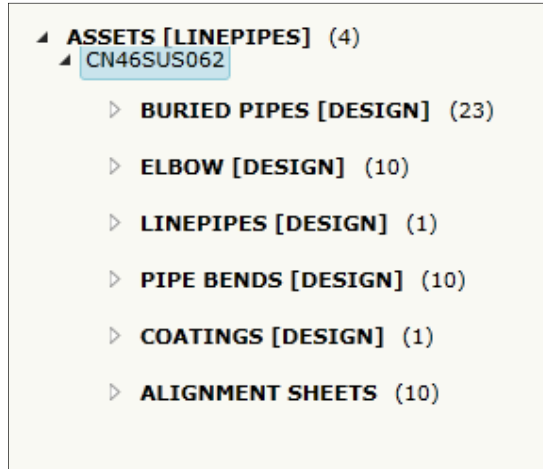 ASSETS [LINEPIPES] (4)
CN46SUS062
BURIED PIPES [DESIGN] (23)
ELBOW [DESIGN] (10)
LINEPIPES [DESIGN] (1)
PIPE BENDS [DESIGN] (10)
COATINGS [DESIGN] (1)
ALIGNMENT SHEETS (10)